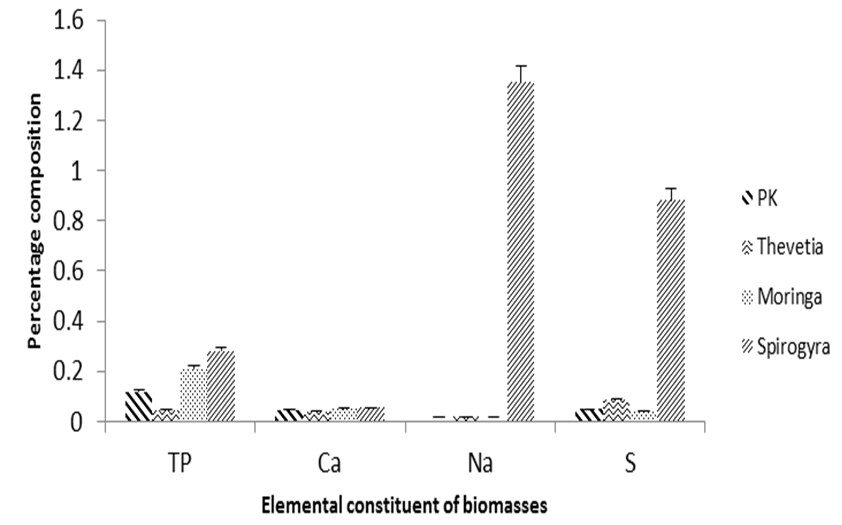 1.6
1.4
1.2
1
0.8
0.6
0.4
0.2
0
Percentage composition
TP Ca Na S
Elemental constituent of biomasses
PK
Thevetia
Moringa
Spirogyra